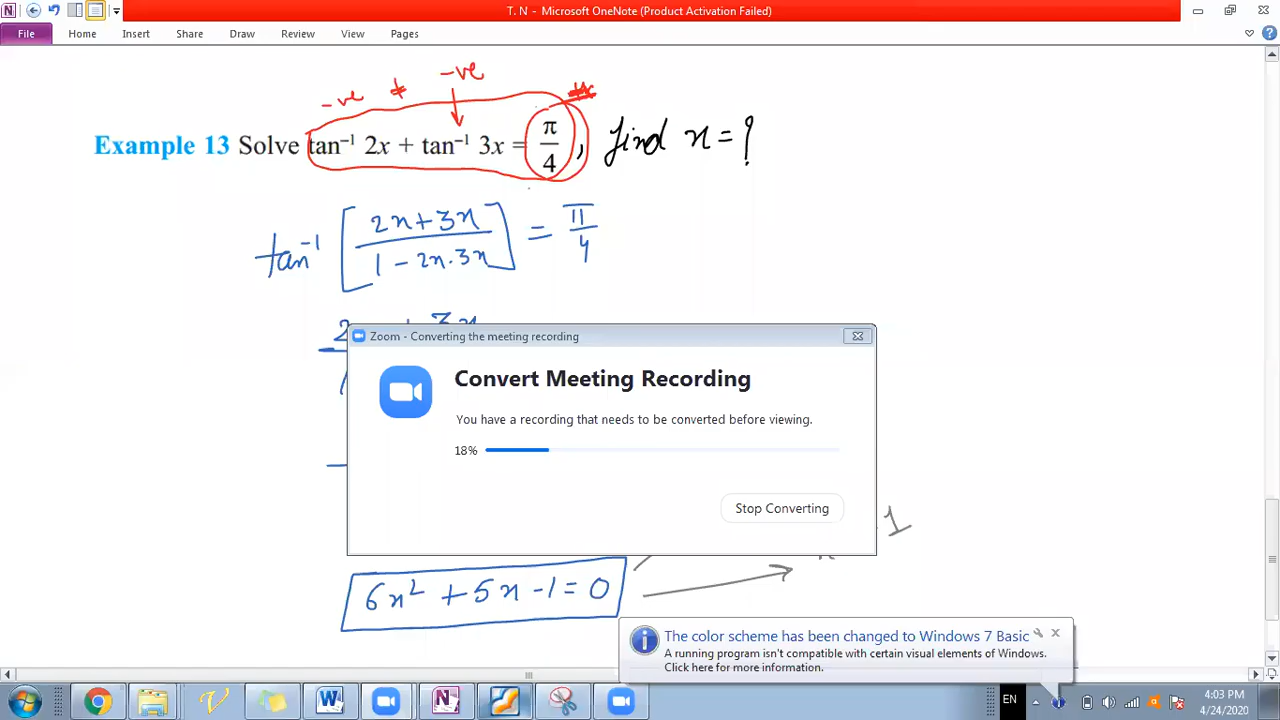 T. N - Microsoft OneNote (Product Activation Failed)
File Home Insert Share Draw Review View Pages
-ve + -ve
Example 13 Solve tan⁻¹ 2x + tan⁻¹ 3x = π/4, find x = ?
tan⁻¹ [ (2x+3x) / (1 - 2x·3x) ] = π/4
Zoom - Converting the meeting recording
Convert Meeting Recording
You have a recording that needs to be converted before viewing.
18%
Stop Converting
1
6x² + 5x - 1 = 0
The color scheme has been changed to Windows 7 Basic
A running program isn't compatible with certain visual elements of Windows.
Click here for more information.
EN
4:03 PM
4/24/2020